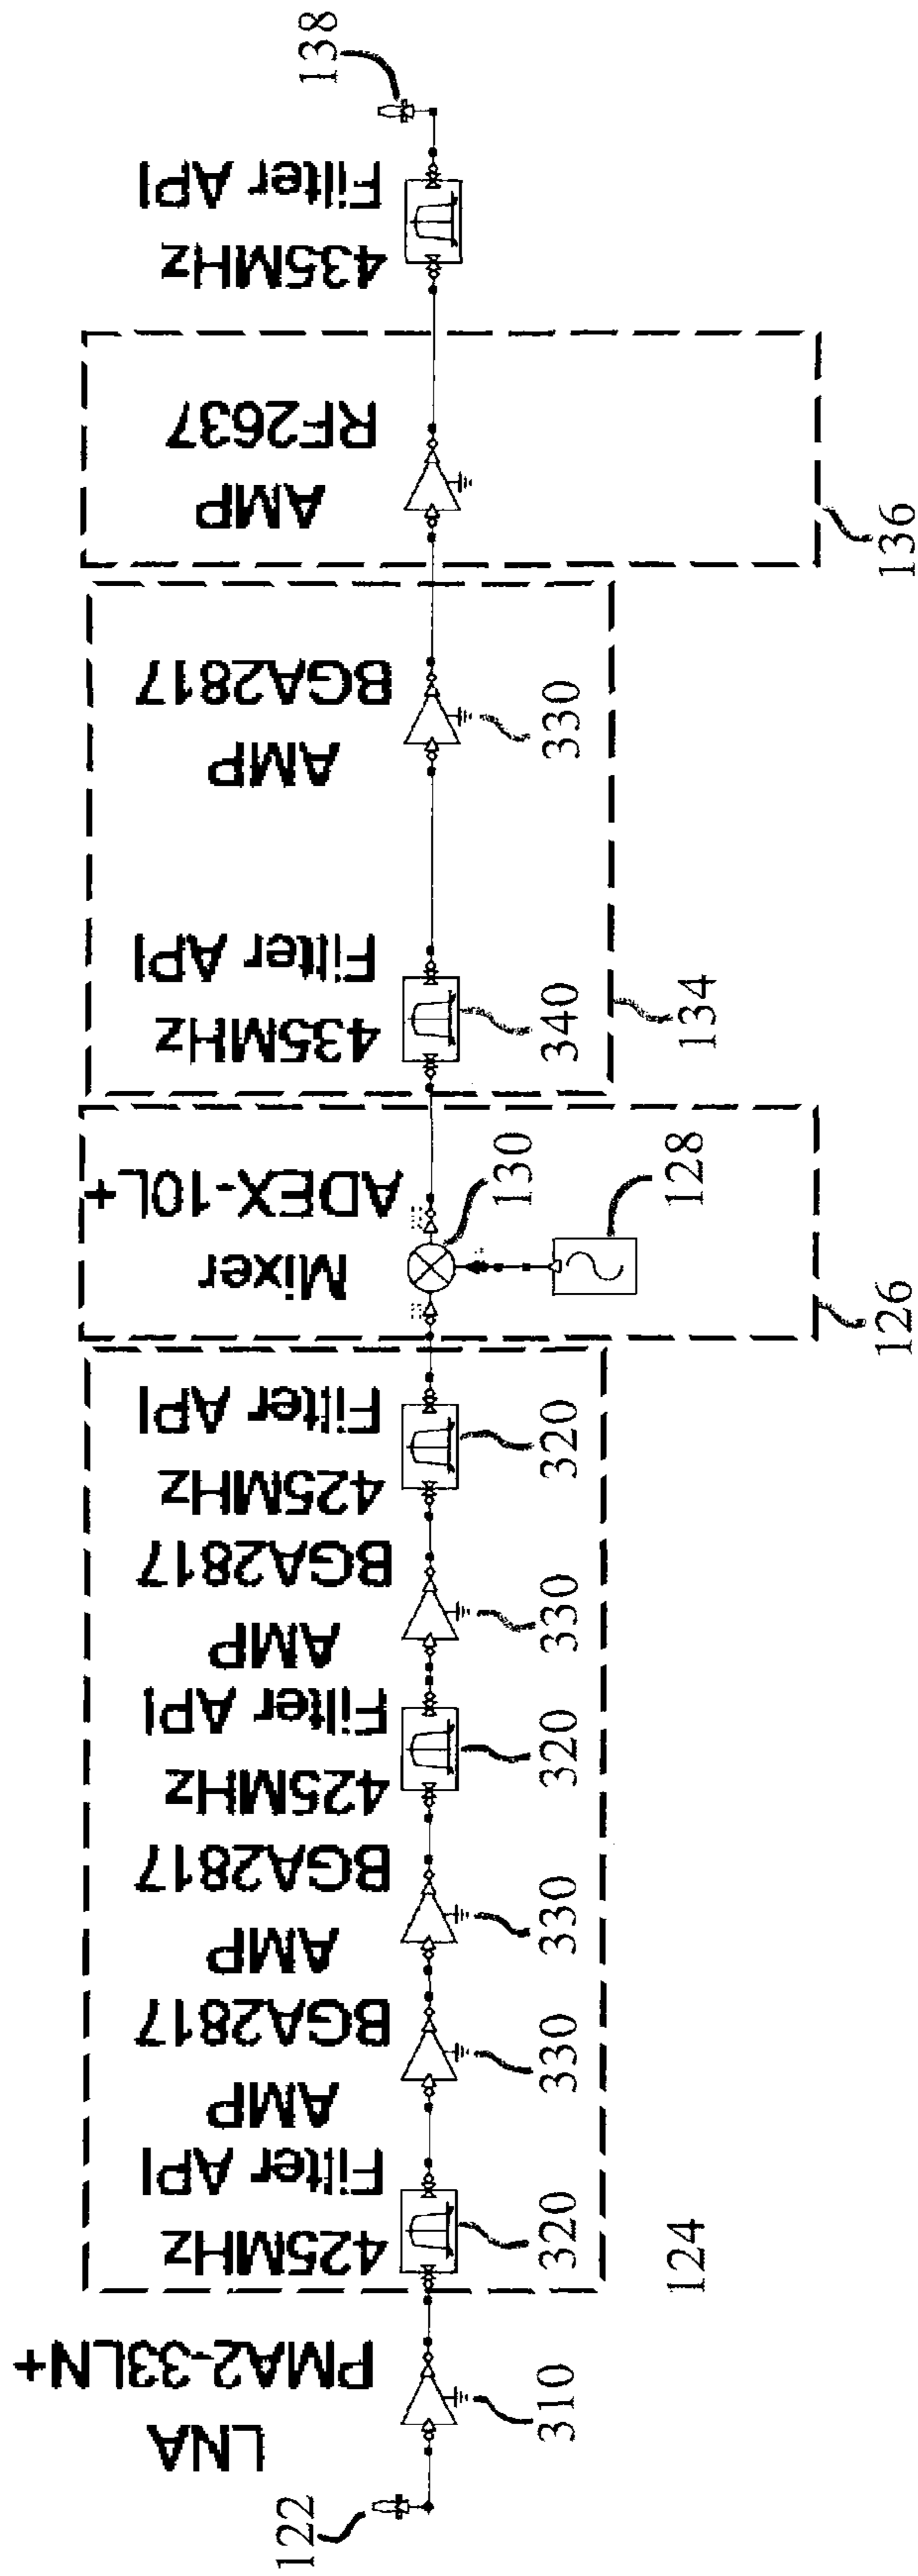 122
LNA
PMA2-33LN+
310
124
425MHz
Filter API
320
AMP
BGA2817
330
AMP
BGA2817
330
425MHz
Filter API
320
AMP
BGA2817
330
425MHz
Filter API
320
126
Mixer
ADEX-10L+
130
128
134
435MHz
Filter API
340
AMP
BGA2817
330
136
AMP
RF2637
435MHz
Filter API
138